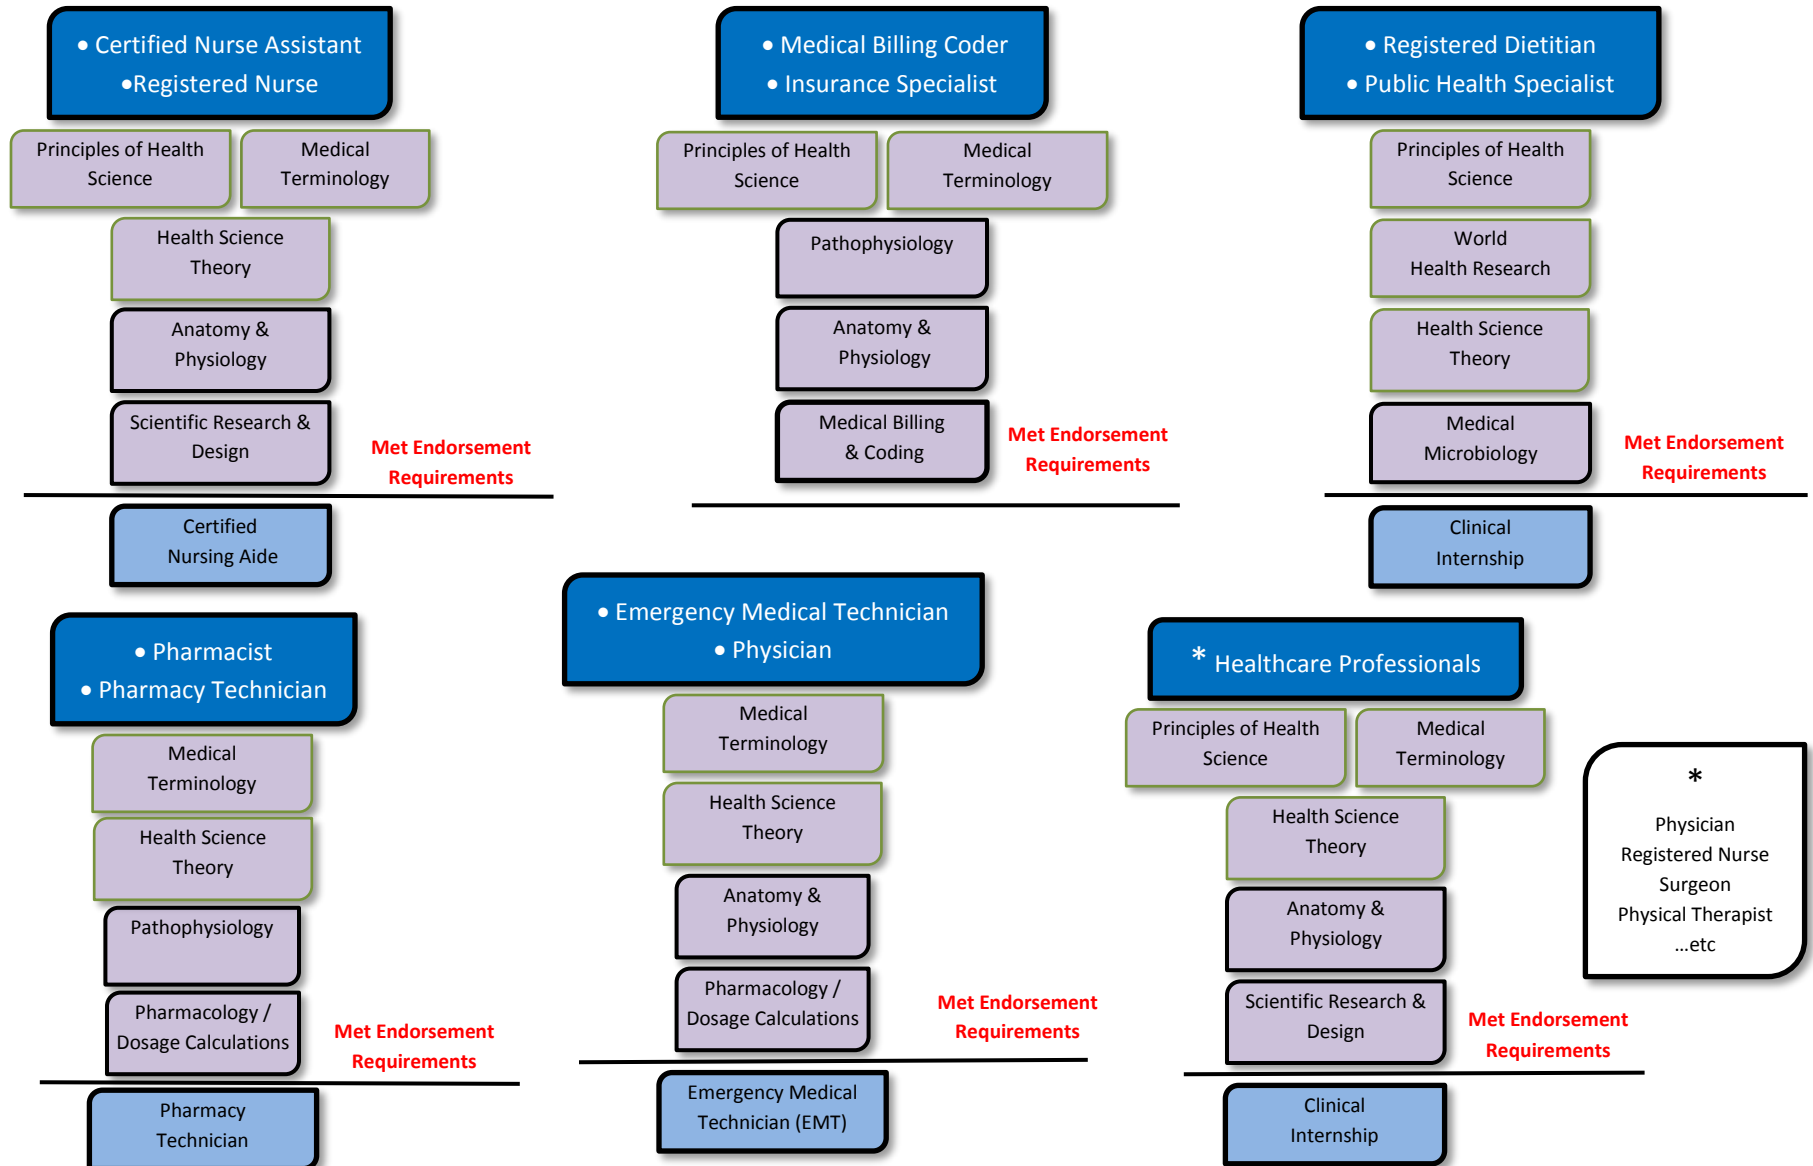 • Certified Nurse Assistant
•Registered Nurse
Principles of Health
Science
Medical
Terminology
Health Science
Theory
Anatomy &
Physiology
Scientific Research &
Design
Met Endorsement
Requirements
Certified
Nursing Aide
• Medical Billing Coder
• Insurance Specialist
Principles of Health
Science
Medical
Terminology
Pathophysiology
Anatomy &
Physiology
Medical Billing
& Coding
Met Endorsement
Requirements
• Registered Dietitian
• Public Health Specialist
Principles of Health
Science
World
Health Research
Health Science
Theory
Medical
Microbiology
Met Endorsement
Requirements
Clinical
Internship
• Pharmacist
• Pharmacy Technician
Medical
Terminology
Health Science
Theory
Pathophysiology
Pharmacology /
Dosage Calculations
Met Endorsement
Requirements
Pharmacy
Technician
• Emergency Medical Technician
• Physician
Medical
Terminology
Health Science
Theory
Anatomy &
Physiology
Pharmacology /
Dosage Calculations
Met Endorsement
Requirements
Emergency Medical
Technician (EMT)
* Healthcare Professionals
Principles of Health
Science
Medical
Terminology
Health Science
Theory
Anatomy &
Physiology
Scientific Research &
Design
Met Endorsement
Requirements
Clinical
Internship
*
Physician
Registered Nurse
Surgeon
Physical Therapist
...etc